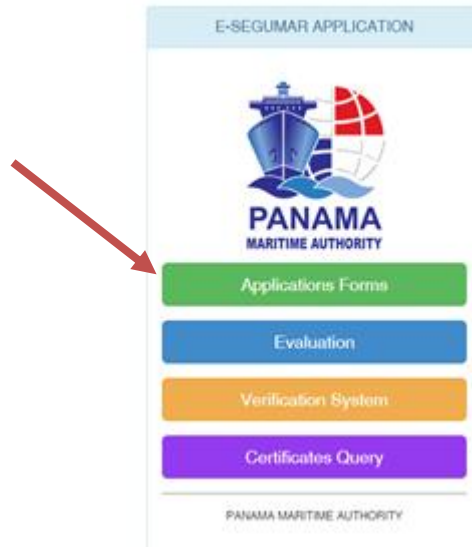 E-SEGUMAR APPLICATION
PANAMA
MARITIME AUTHORITY
Applications Forms
Evaluation
Verification System
Certificates Query
PANAMA MARITIME AUTHORITY